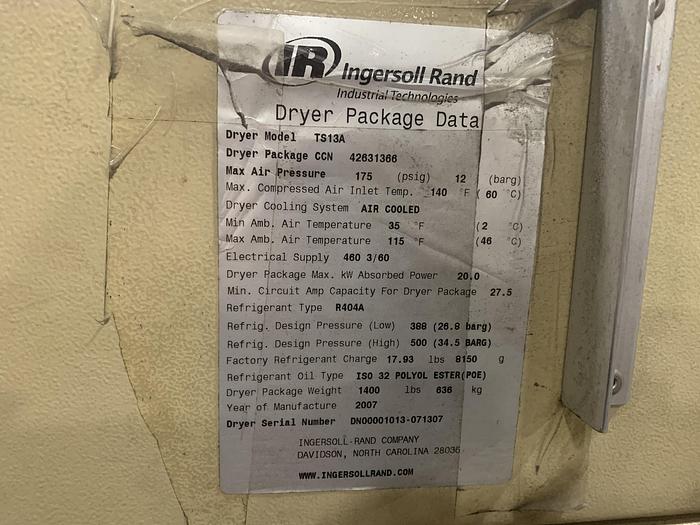 IR Ingersoll Rand
Industrial Technologies
Dryer Package Data
Dryer Model TS13A
Dryer Package CCN 42631366
Max Air Pressure 175 (psig) 12 (barg)
Max. Compressed Air Inlet Temp. 140 °F ( 60 °C)
Dryer Cooling System AIR COOLED
Min Amb. Air Temperature 35 °F (2 °C)
Max Amb. Air Temperature 115 °F (46 °C)
Electrical Supply 460 3/60
Dryer Package Max. kW Absorbed Power 20.0
Min. Circuit Amp Capacity For Dryer Package 27.5
Refrigerant Type R404A
Refrig. Design Pressure (Low) 388 (26.8 barg)
Refrig. Design Pressure (High) 500 (34.5 BARG)
Factory Refrigerant Charge 17.93 lbs 8150 g
Refrigerant Oil Type ISO 32 POLYOL ESTER(POE)
Dryer Package Weight 1400 lbs 636 kg
Year of Manufacture 2007
Dryer Serial Number DN00001013-071307
INGERSOLL-RAND COMPANY
DAVIDSON, NORTH CAROLINA 28036
WWW.INGERSOLLRAND.COM